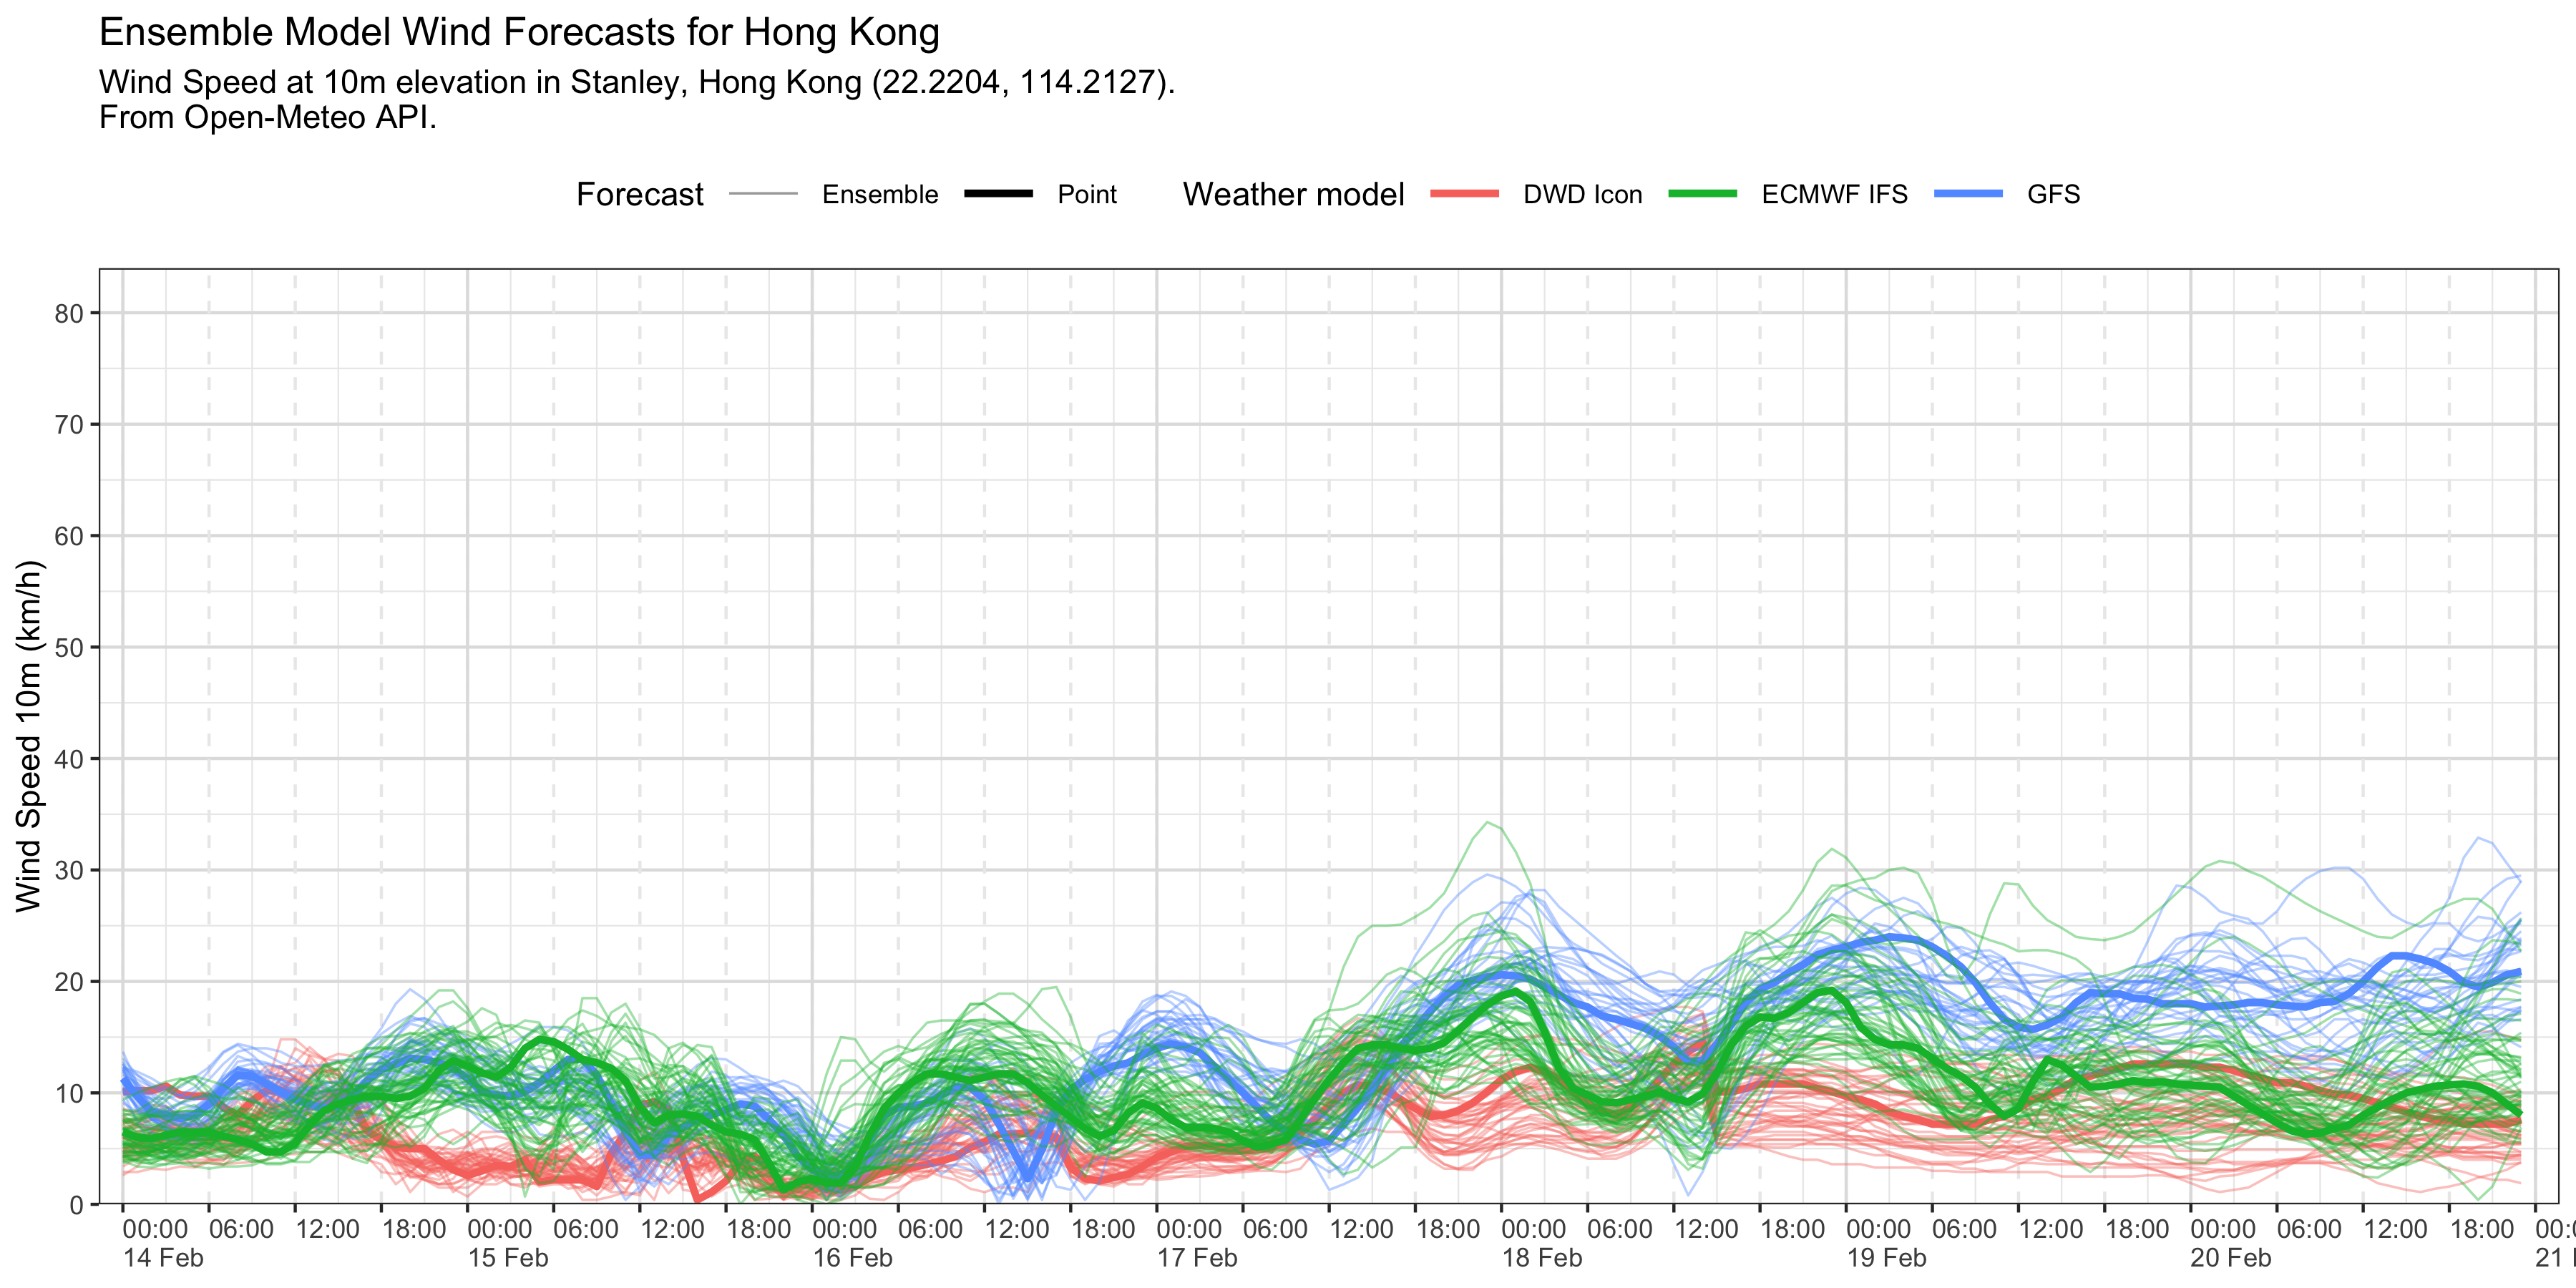 Ensemble Model Wind Forecasts for Hong Kong
Wind Speed at 10m elevation in Stanley, Hong Kong (22.2204, 114.2127).
From Open-Meteo API.
Forecast Ensemble Point Weather model DWD Icon ECMWF IFS GFS
Wind Speed 10m (km/h)
80
70
60
50
40
30
20
10
0
00:00 06:00 12:00 18:00 00:00 06:00 12:00 18:00 00:00 06:00 12:00 18:00 00:00 06:00 12:00 18:00 00:00 06:00 12:00 18:00 00:00 06:00 12:00 18:00 00:00 06:00 12:00 18:00 00:
14 Feb 15 Feb 16 Feb 17 Feb 18 Feb 19 Feb 20 Feb 21